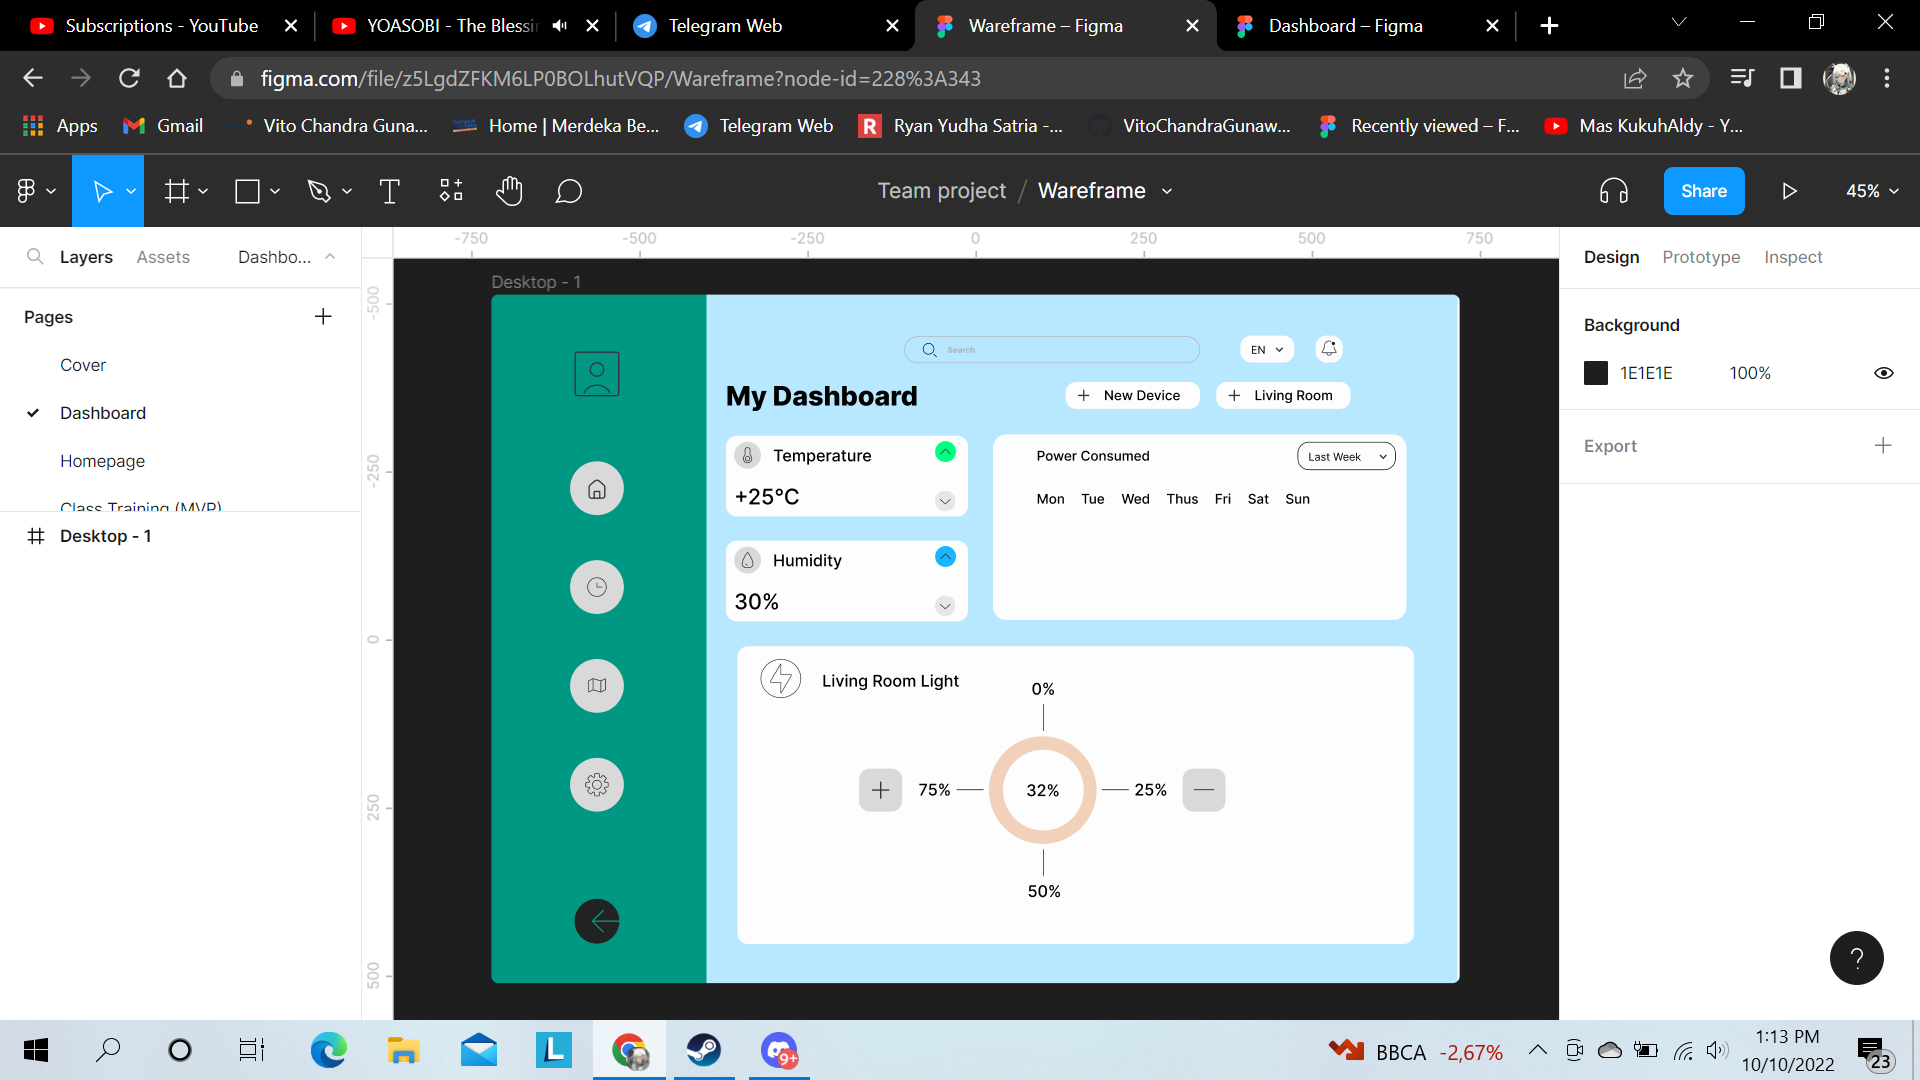 Subscriptions - YouTube
YOASOBI - The Blessin
Telegram Web
Wareframe – Figma
Dashboard – Figma
figma.com/file/z5LgdZFKM6LP0BOLhutVQP/Wareframe?node-id=228%3A343
Apps
Gmail
Vito Chandra Guna...
Home | Merdeka Be...
Telegram Web
Ryan Yudha Satria -...
VitoChandraGunaw...
Recently viewed – F...
Mas KukuhAldy - Y...
Team project / Wareframe
Share
45%
Layers
Assets
Dashbo...
Pages
Cover
Dashboard
Homepage
Class Training (MVP)
Desktop - 1
-750
-500
-250
0
250
500
750
-500
-250
0
250
500
Desktop - 1
Search
EN
My Dashboard
New Device
Living Room
Temperature
+25°C
Humidity
30%
Power Consumed
Last Week
Mon Tue Wed Thus Fri Sat Sun
Living Room Light
0%
75%
32%
25%
50%
Design
Prototype
Inspect
Background
1E1E1E
100%
Export
?
L
9+
BBCA -2,67%
1:13 PM
10/10/2022
23